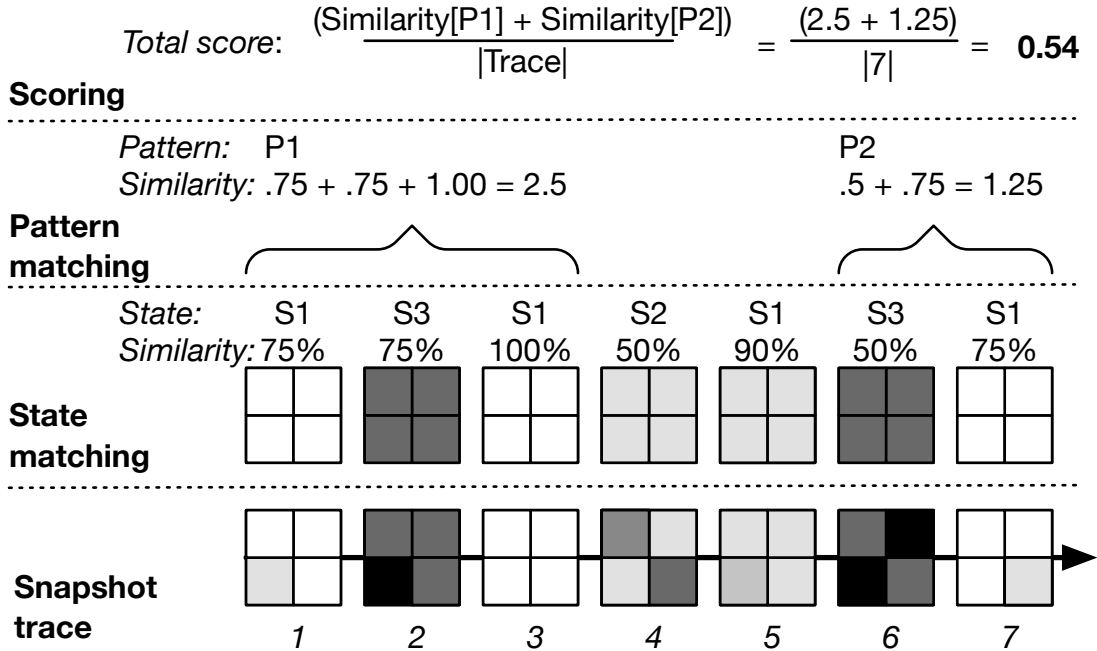 Total score: (Similarity[P1] + Similarity[P2]) / |Trace| = (2.5 + 1.25) / |7| = 0.54
Scoring
Pattern: P1 P2
Similarity: .75 + .75 + 1.00 = 2.5 .5 + .75 = 1.25
Pattern
matching
State: S1 S3 S1 S2 S1 S3 S1
Similarity: 75% 75% 100% 50% 90% 50% 75%
State
matching
Snapshot
trace
1 2 3 4 5 6 7